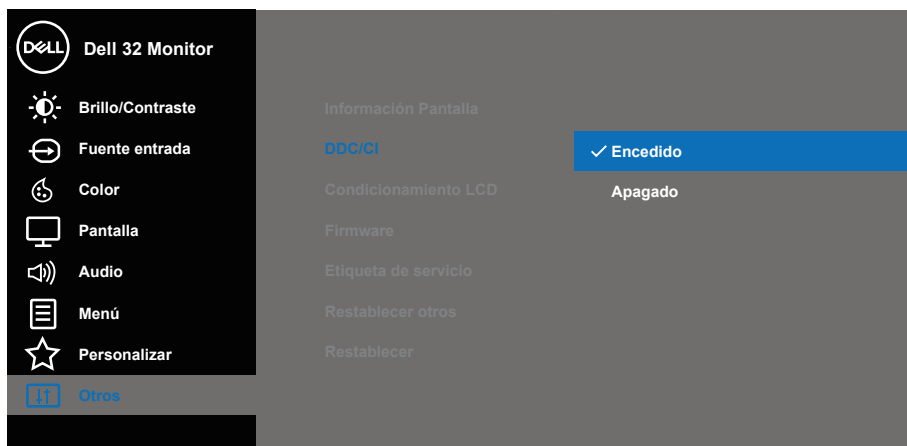 DELL
Dell 32 Monitor
Brillo/Contraste
Fuente entrada
Color
Pantalla
Audio
Menú
Personalizar
Otros
Información Pantalla
DDC/CI
Condicionamiento LCD
Firmware
Etiqueta de servicio
Restablecer otros
Restablecer
Encedido
Apagado